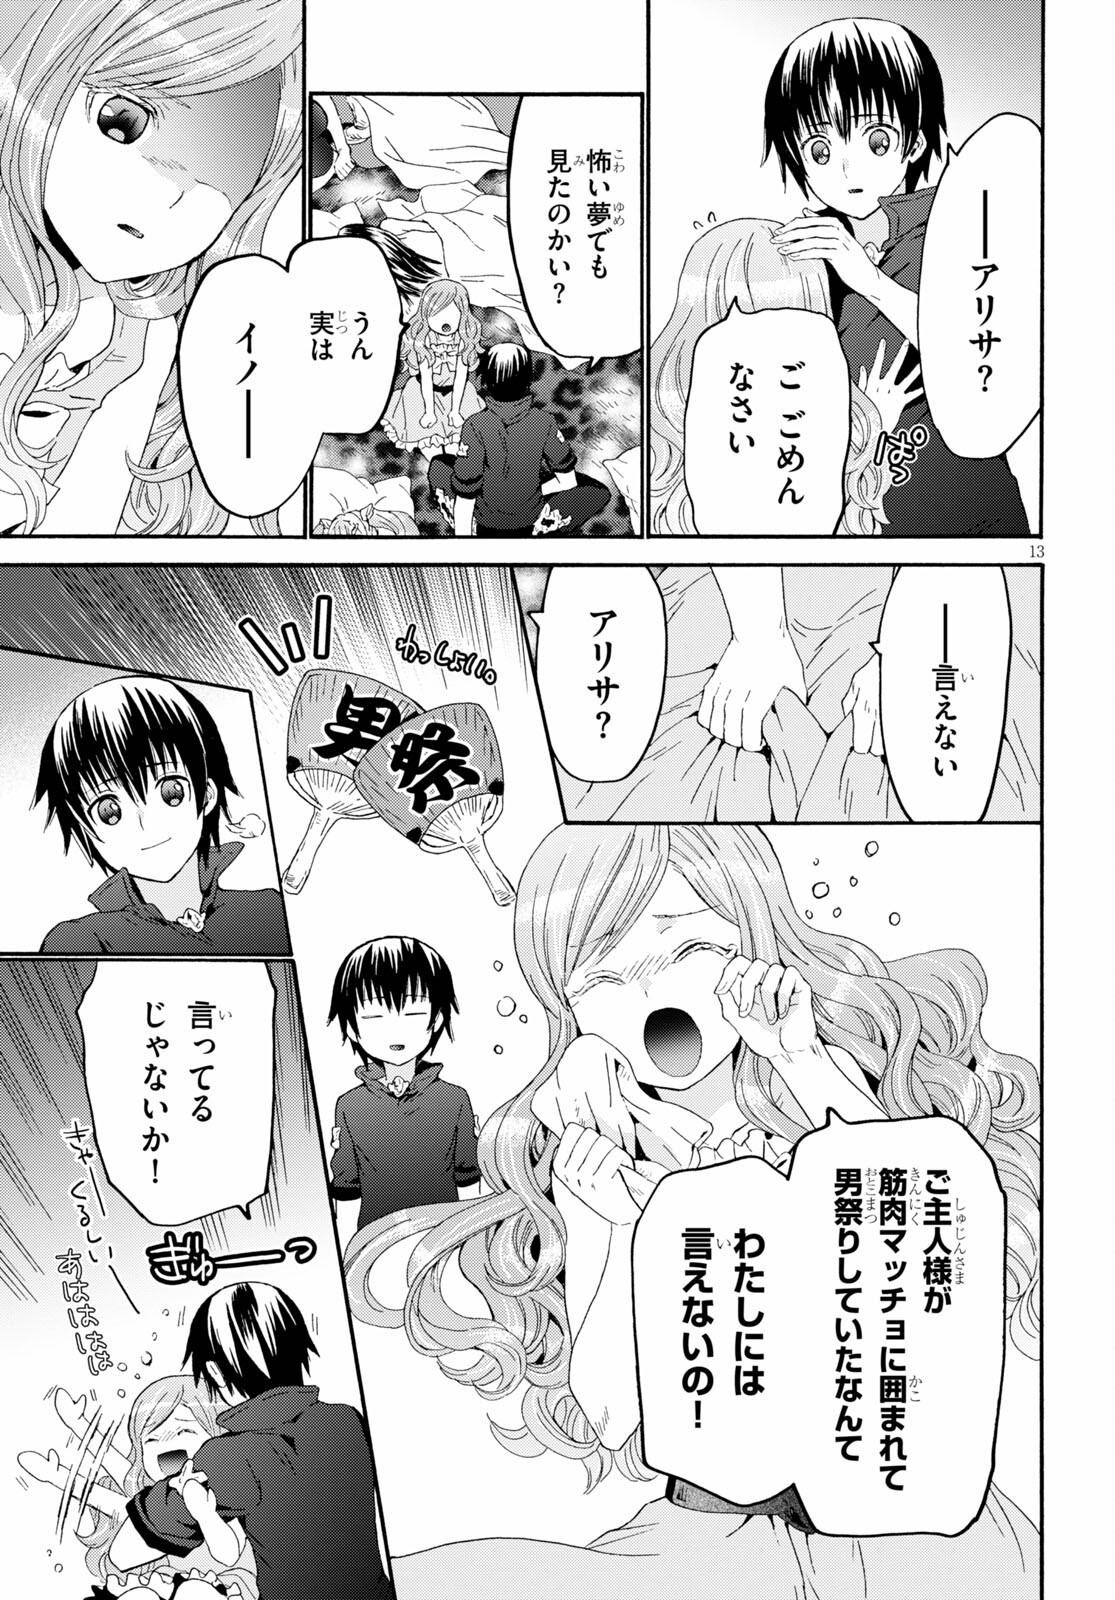 ――アリサ?
ご ごめん
なさい
ぱっ
怖い夢でも
見たのかい?
うん
実は
イノ――
13
――言えない
アリサ?
わっしょい。
男祭
ご主人様が
筋肉マッチョに囲まれて
男祭りしていたなんて
わたしには
言えないの!
言ってる
じゃないか!
きゃー
くるしいー
ぎゅーっ
あはははは